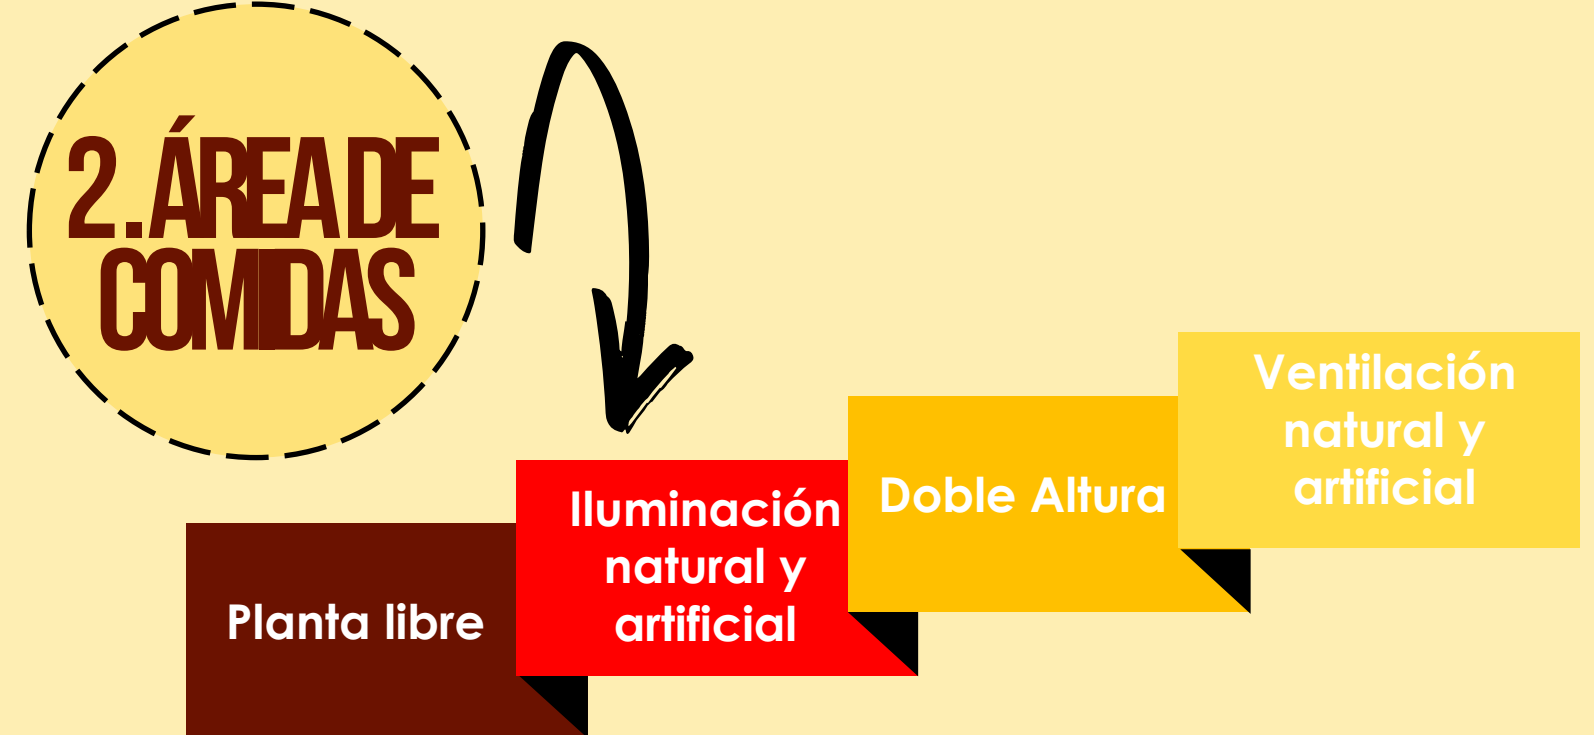 2. ÁREA DE
COMIDAS
Planta libre
Iluminación
natural y
artificial
Doble Altura
Ventilación
natural y
artificial